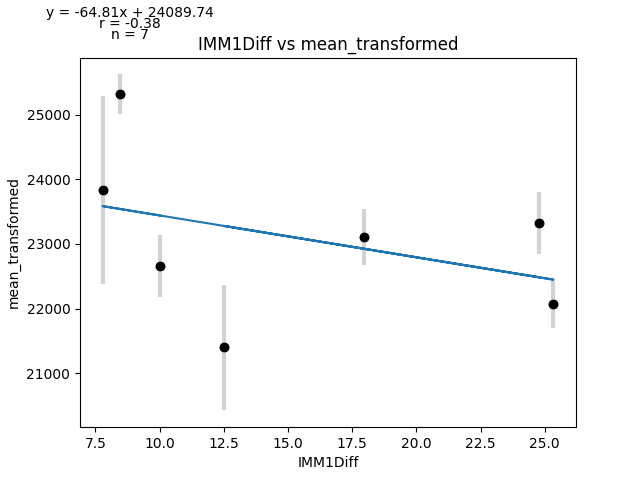 y = -64.81x + 24089.74
r = -0.38
n = 7
IMM1Diff vs mean_transformed
mean_transformed
25000
24000
23000
22000
21000
7.5 10.0 12.5 15.0 17.5 20.0 22.5 25.0
IMM1Diff